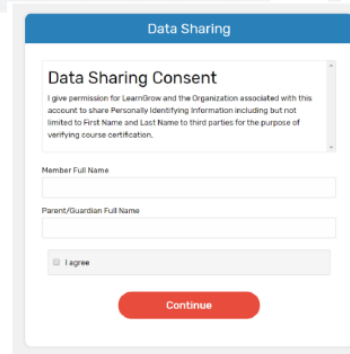 Data Sharing
Data Sharing Consent
I give permission for LearnGrow and the Organization associated with this
account to share Personally Identifying Information including but not
limited to First Name and Last Name to third parties for the purpose of
verifying course certification.
Member Full Name
Parent/Guardian Full Name
I agree
Continue